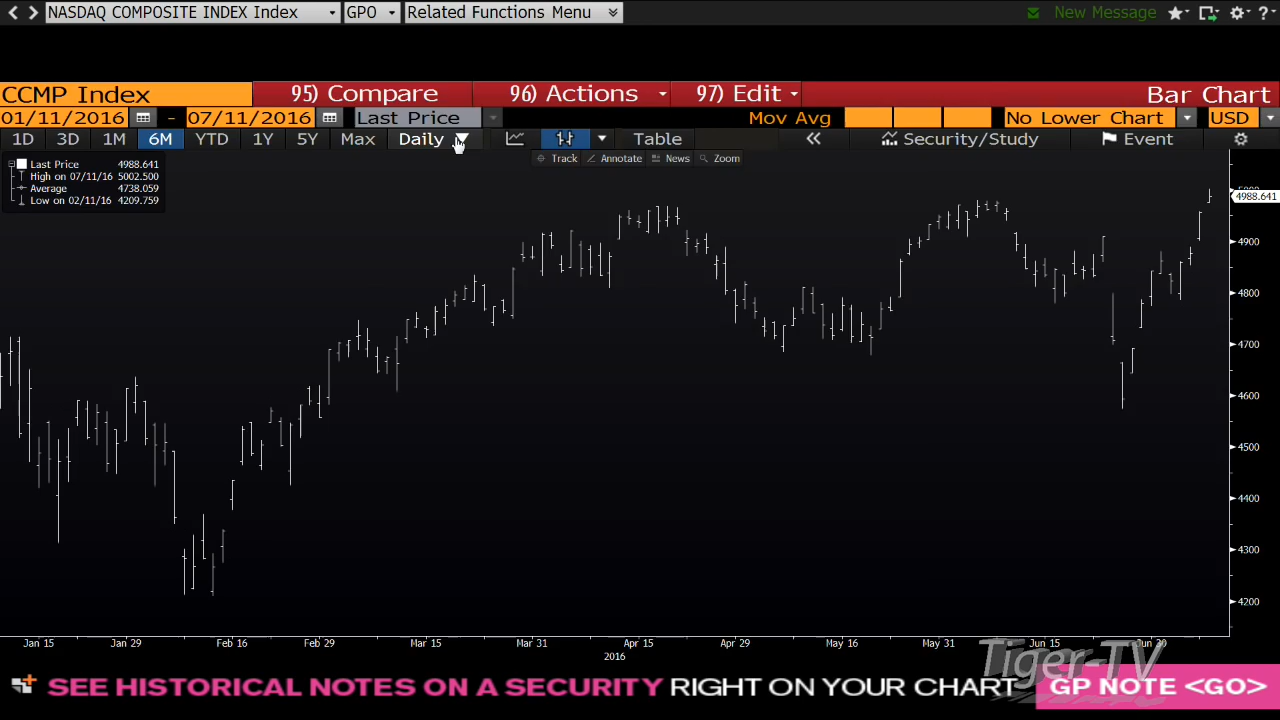 NASDAQ COMPOSITE INDEX Index GPO Related Functions Menu New Message ?
CCMP Index 95) Compare 96) Actions 97) Edit Bar Chart
01/11/2016 - 07/11/2016 Last Price Mov Avg No Lower Chart USD
1D 3D 1M 6M YTD 1Y 5Y Max Daily Table Security/Study Event
Track Annotate News Zoom
Last Price 4988.641
High on 07/11/16 5002.500
Average 4738.059
Low on 02/11/16 4209.759
4988.641
4900
4800
4700
4600
4500
4400
4300
4200
Jan 15 Jan 29 Feb 16 Feb 29 Mar 15 Mar 31 Apr 15 Apr 29 May 16 May 31 Jun 15 Jun 30
2016
Tiger-TV
SEE HISTORICAL NOTES ON A SECURITY RIGHT ON YOUR CHART GP NOTE <GO>